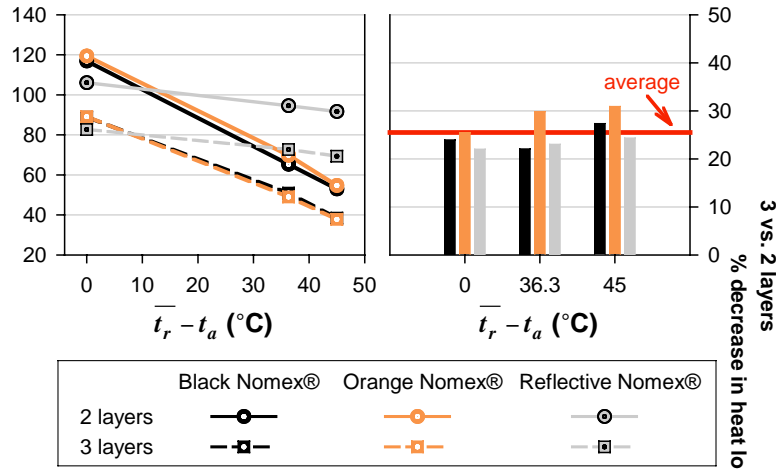 140
120
100
80
60
40
20
0 10 20 30 40 50
t_r – t_a (°C)
average
50
40
30
20
10
0
0 36.3 45
t_r – t_a (°C)
3 vs. 2 layers
% decrease in heat lo
Black Nomex® Orange Nomex® Reflective Nomex®
2 layers
3 layers